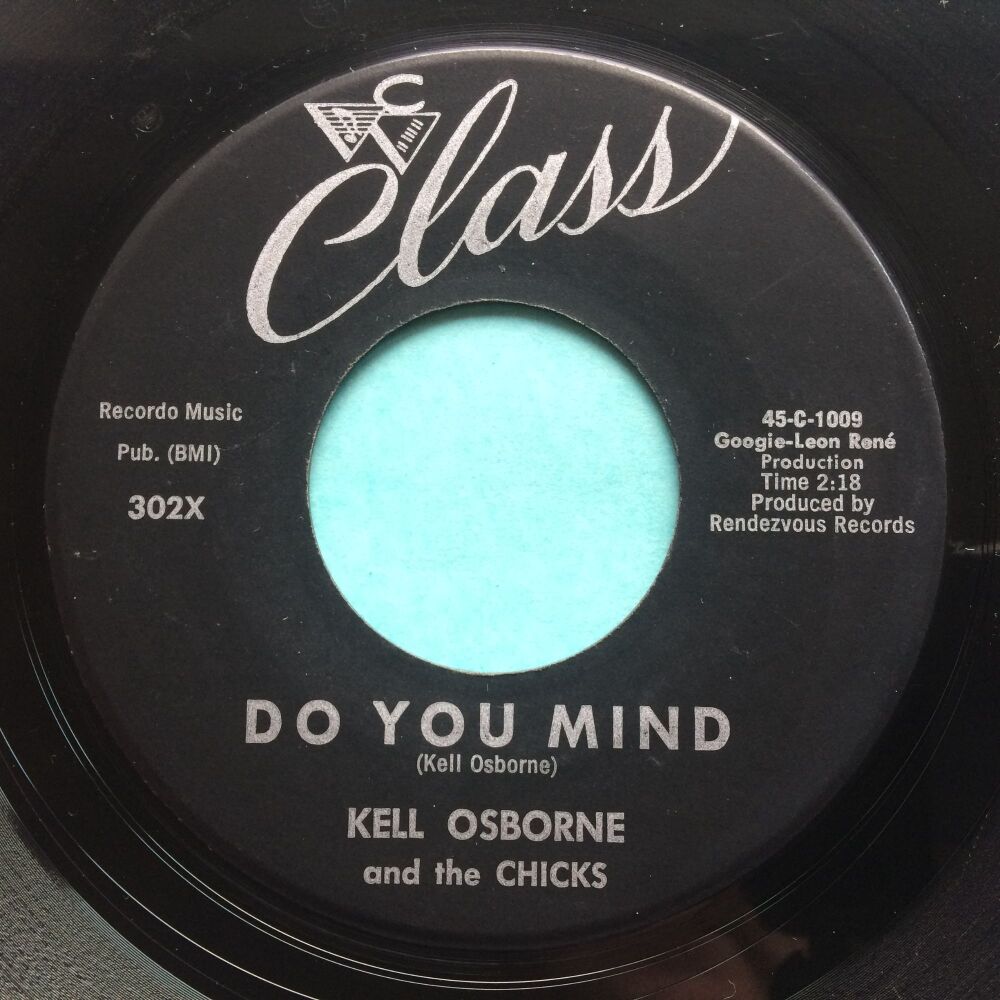 C
Class
Recordo Music
Pub. (BMI)
302X
45-C-1009
Googie-Leon René
Production
Time 2:18
Produced by
Rendezvous Records
DO YOU MIND
(Kell Osborne)
KELL OSBORNE
and the CHICKS